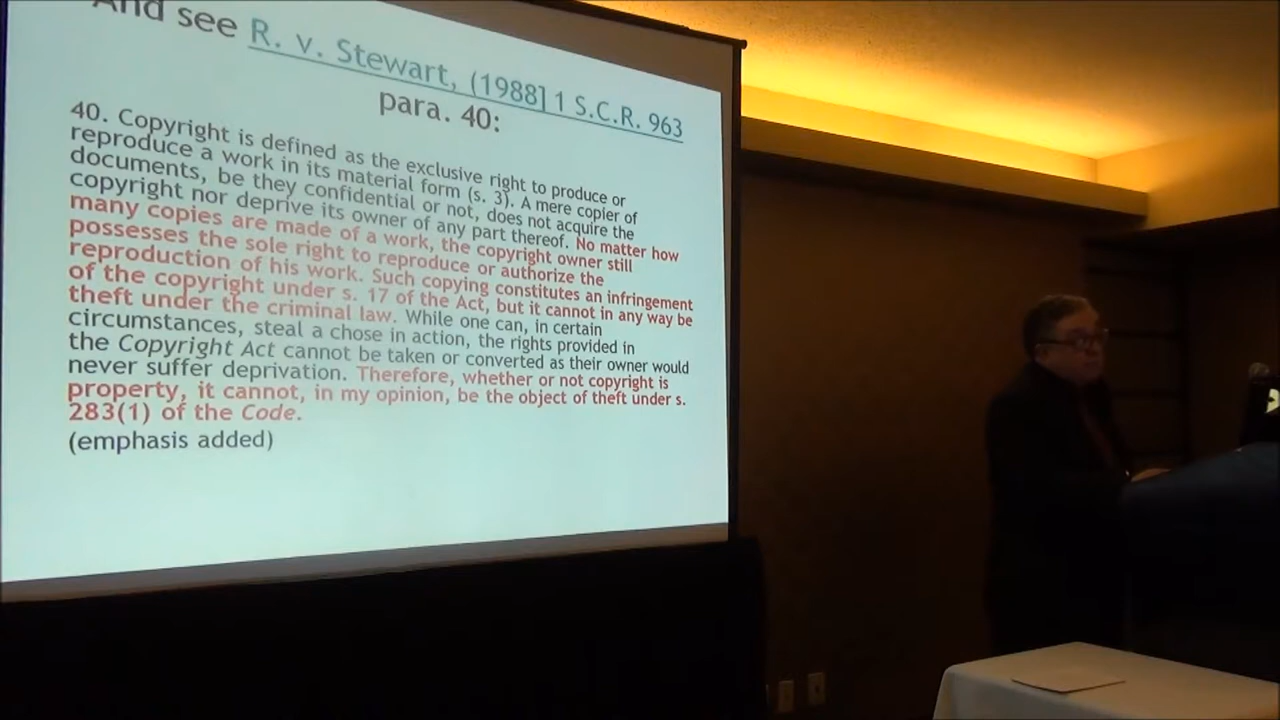 And see R. v. Stewart, (1988] 1 S.C.R. 963
para. 40:
40. Copyright is defined as the exclusive right to produce or
reproduce a work in its material form (s. 3). A mere copier of
documents, be they confidential or not, does not acquire the
copyright nor deprive its owner of any part thereof. No matter how
many copies are made of a work, the copyright owner still
possesses the sole right to reproduce or authorize the
reproduction of his work. Such copying constitutes an infringement
of the copyright under s. 17 of the Act, but it cannot in any way be
theft under the criminal law. While one can, in certain
circumstances, steal a chose in action, the rights provided in
the Copyright Act cannot be taken or converted as their owner would
never suffer deprivation. Therefore, whether or not copyright is
property, it cannot, in my opinion, be the object of theft under s.
283(1) of the Code.
(emphasis added)